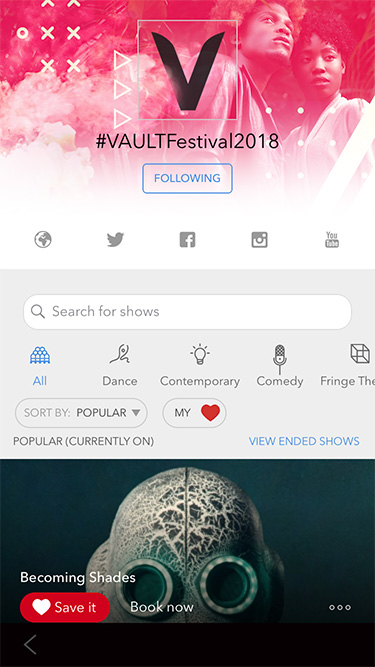 V
#VAULTFestival2018
FOLLOWING
You
Tube
Search for shows
All
Dance
Contemporary
Comedy
Fringe The
SORT BY: POPULAR
MY
POPULAR (CURRENTLY ON)
VIEW ENDED SHOWS
Becoming Shades
Save it
Book now